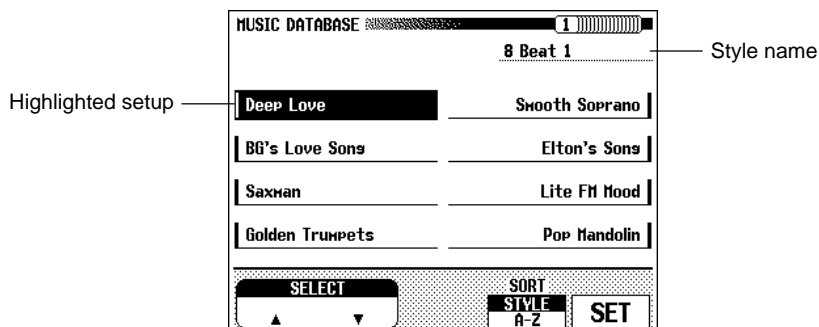 MUSIC DATABASE 1
8 Beat 1
Style name
Highlighted setup
Deep Love Smooth Soprano
BG's Love Song Elton's Song
Saxman Lite FM Mood
Golden Trumpets Pop Mandolin
SELECT SORT
STYLE
▲ ▼ A-Z SET